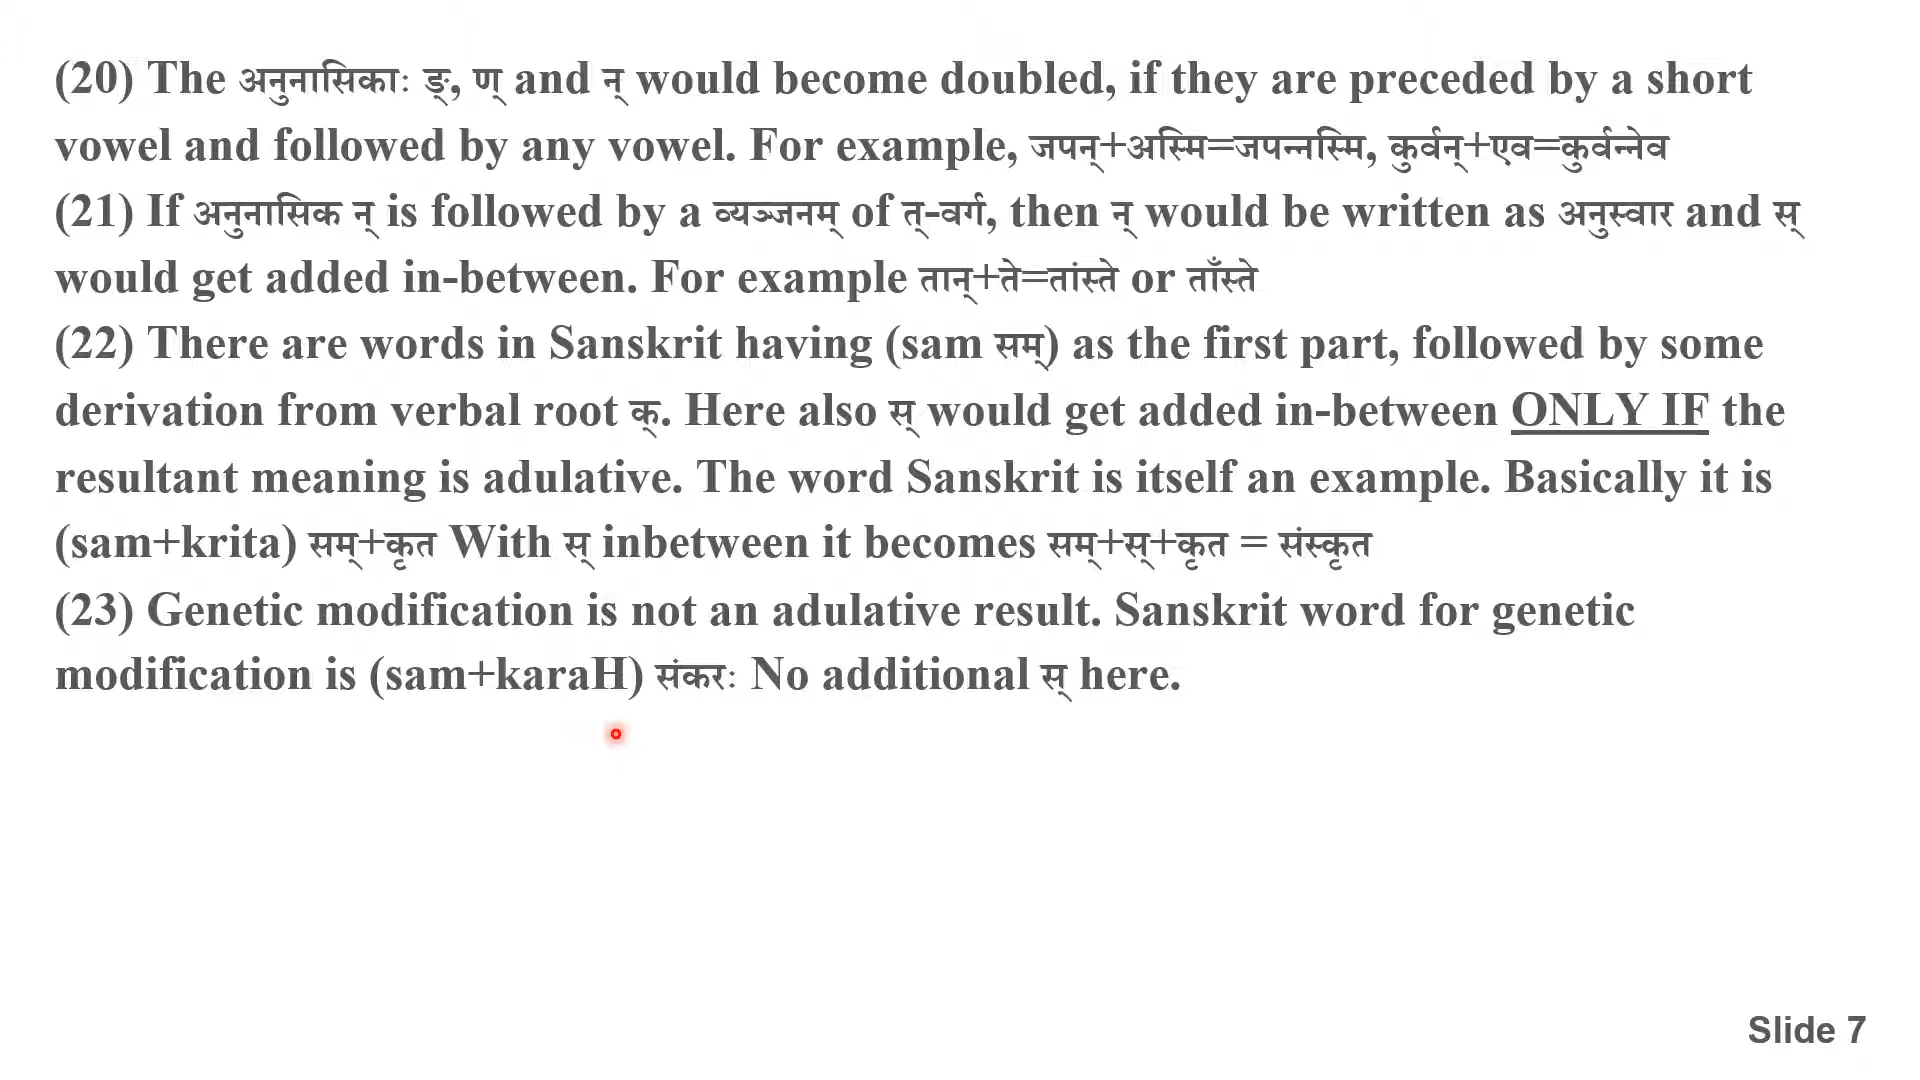 (20) The अनुनासिकाः ङ्, ण् and न् would become doubled, if they are preceded by a short
vowel and followed by any vowel. For example, जपन्+अस्मि=जपन्नस्मि, कुर्वन्+एव=कुर्वन्नेव
(21) If अनुनासिक न् is followed by a व्यञ्जनम् of त्-वर्ग, then न् would be written as अनुस्वार and स्
would get added in-between. For example तान्+ते=तांस्ते or ताँस्ते
(22) There are words in Sanskrit having (sam सम्) as the first part, followed by some
derivation from verbal root क्. Here also स् would get added in-between ONLY IF the
resultant meaning is adulative. The word Sanskrit is itself an example. Basically it is
(sam+krita) सम्+कृत With स् inbetween it becomes सम्+स्+कृत = संस्कृत
(23) Genetic modification is not an adulative result. Sanskrit word for genetic
modification is (sam+karaH) संकरः No additional स् here.
Slide 7